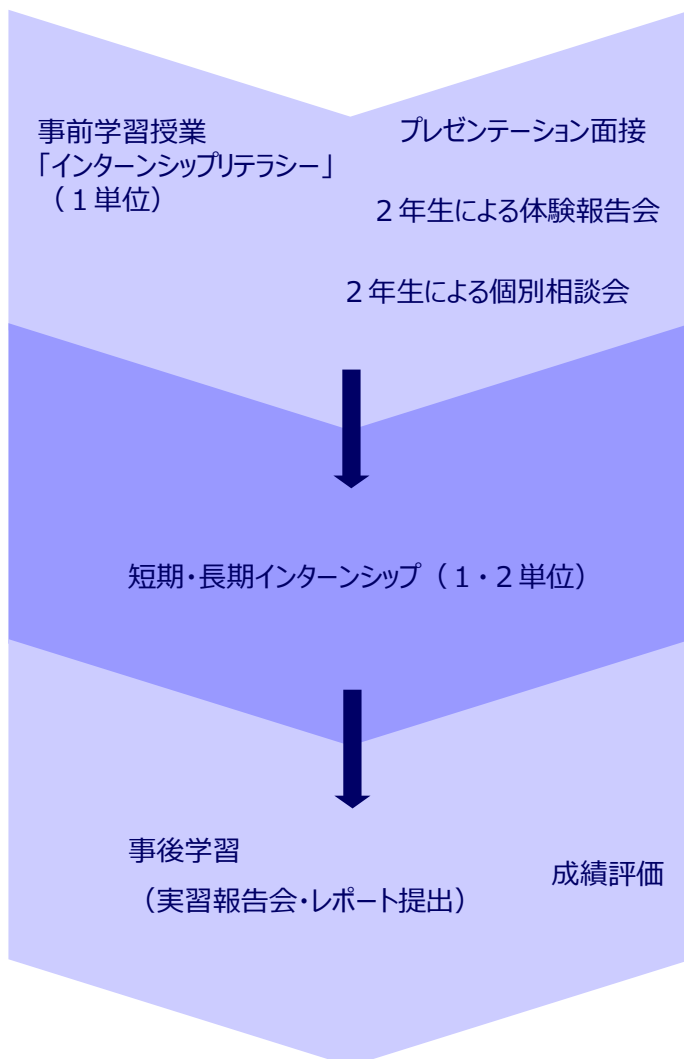 事前学習授業
「インターンシップリテラシー」
（１単位）
プレゼンテーション面接
２年生による体験報告会
２年生による個別相談会
短期・長期インターンシップ（１・２単位）
事後学習
（実習報告会・レポート提出）
成績評価